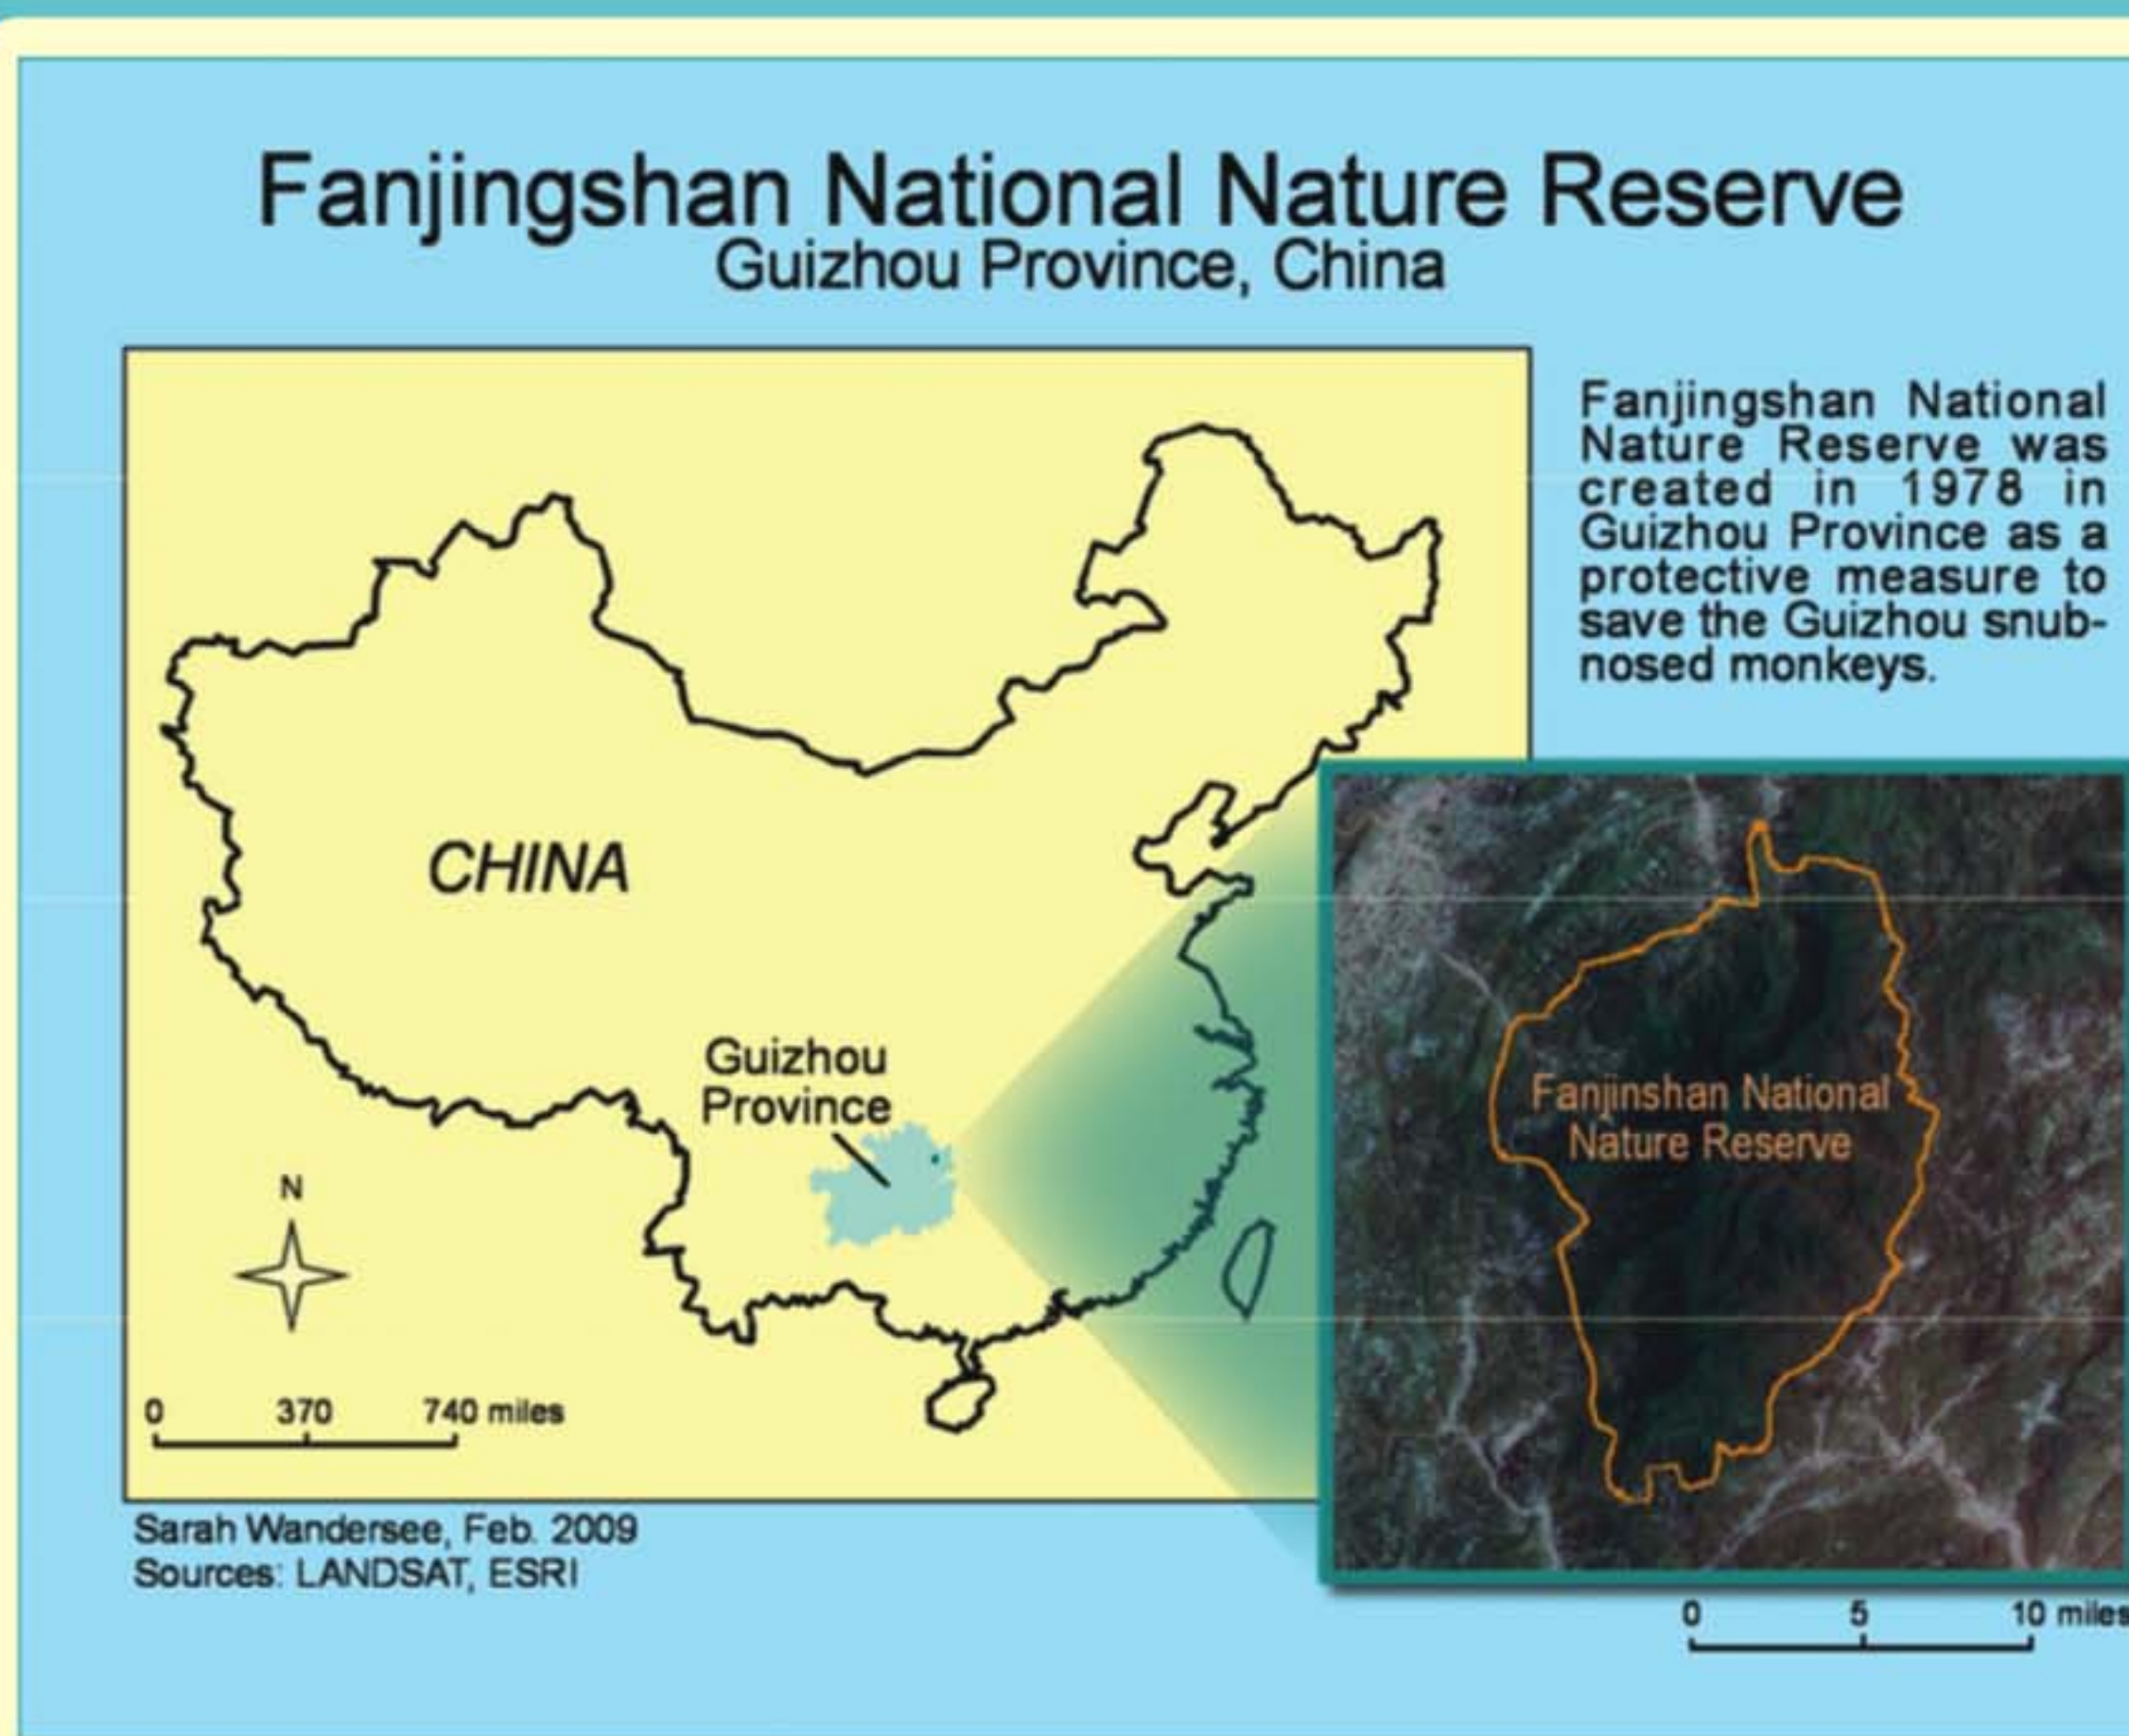 Fanjingshan National Nature Reserve
Guizhou Province, China
Fanjingshan National
Nature Reserve was
created in 1978 in
Guizhou Province as a
protective measure to
save the Guizhou snub-
nosed monkeys.
CHINA
Guizhou
Province
Fanjinshan National
Nature Reserve
N
0 370 740 miles
Sarah Wandersee, Feb. 2009
Sources: LANDSAT, ESRI
0 5 10 miles